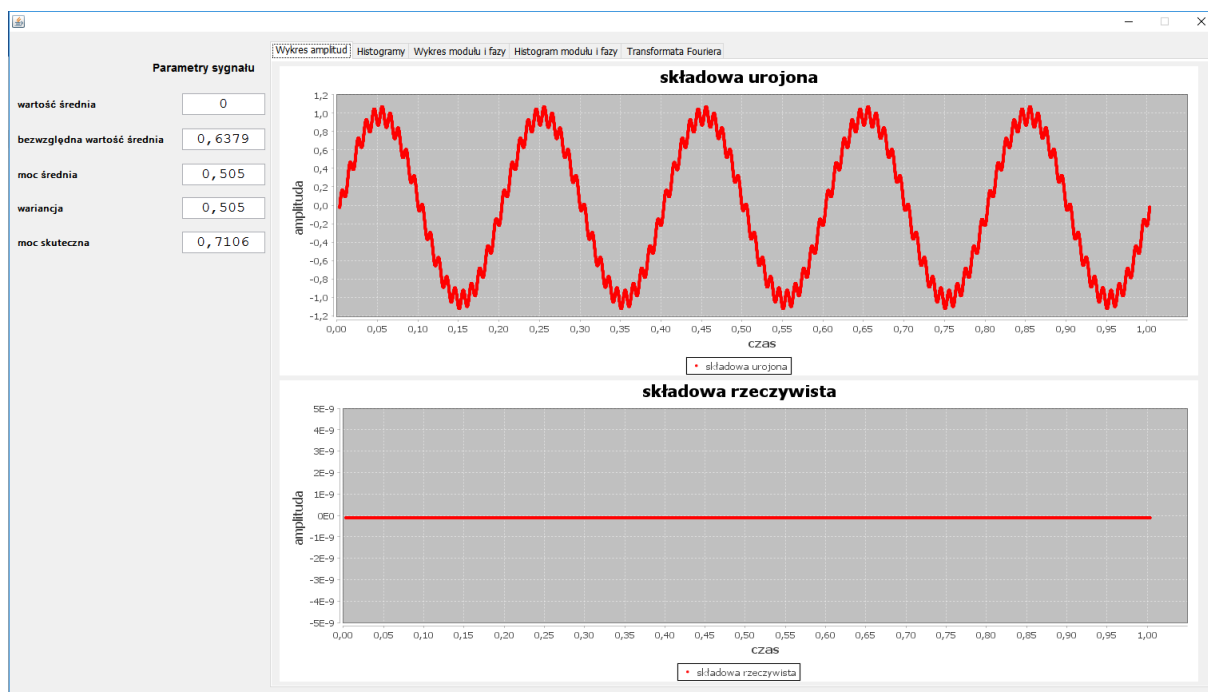 Wykres amplitud Histogramy Wykres modułu i fazy Histogram modułu i fazy Transformata Fouriera
Parametry sygnału
wartość średnia 0
bezwzględna wartość średnia 0,6379
moc średnia 0,505
wariancja 0,505
moc skuteczna 0,7106
składowa urojona
amplituda
1,2
1,0
0,8
0,6
0,4
0,2
0,0
-0,2
-0,4
-0,6
-0,8
-1,0
-1,2
0,00 0,05 0,10 0,15 0,20 0,25 0,30 0,35 0,40 0,45 0,50 0,55 0,60 0,65 0,70 0,75 0,80 0,85 0,90 0,95 1,00
czas
składowa urojona
składowa rzeczywista
amplituda
5E-9
4E-9
3E-9
2E-9
1E-9
0E0
-1E-9
-2E-9
-3E-9
-4E-9
-5E-9
0,00 0,05 0,10 0,15 0,20 0,25 0,30 0,35 0,40 0,45 0,50 0,55 0,60 0,65 0,70 0,75 0,80 0,85 0,90 0,95 1,00
czas
składowa rzeczywista